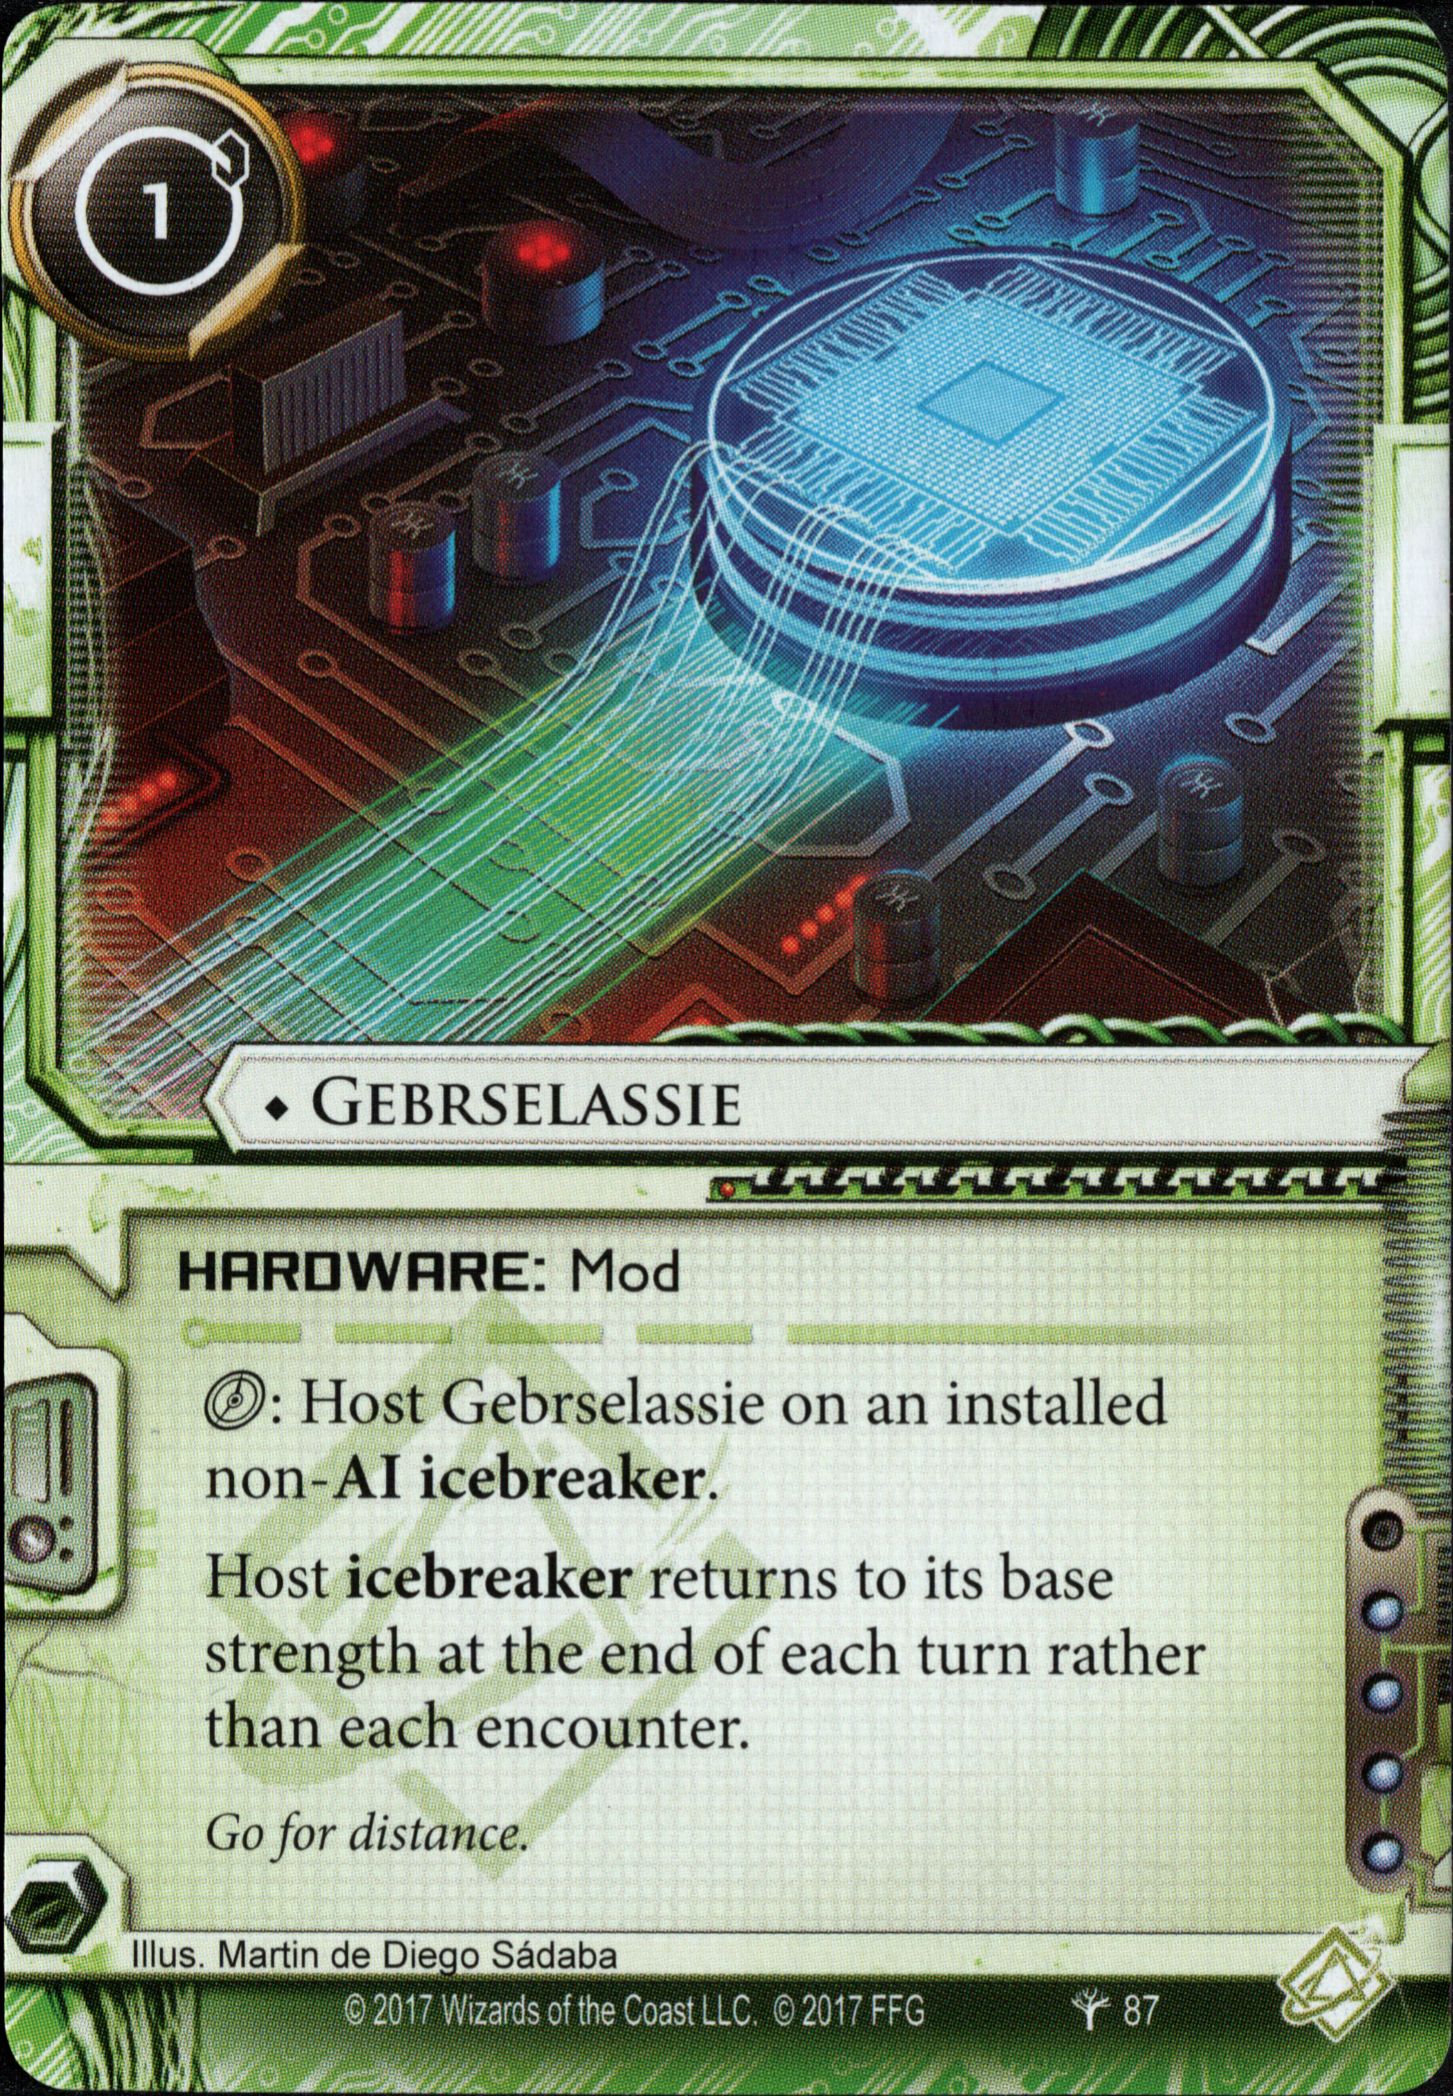 1
◆ GEBRSELASSIE
HARDWARE: Mod
: Host Gebrselassie on an installed
non-AI icebreaker.
Host icebreaker returns to its base
strength at the end of each turn rather
than each encounter.
Go for distance.
Illus. Martin de Diego Sádaba
© 2017 Wizards of the Coast LLC. © 2017 FFG 87